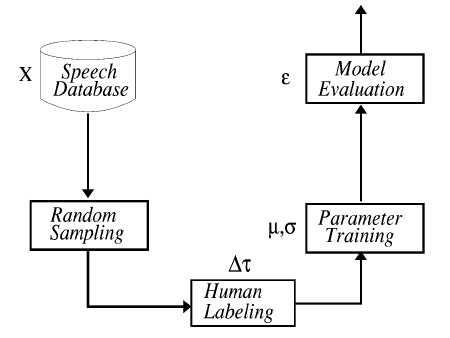 X
Speech
Database
Random
Sampling
Δτ
Human
Labeling
μ,σ
Parameter
Training
ε
Model
Evaluation